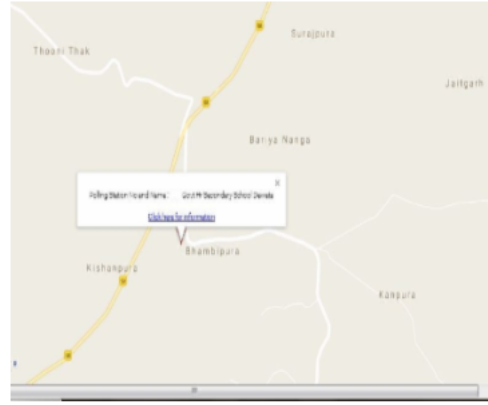 Surajpura
Thoori Thak
Jaitgarh
Bariya Nanga
Polling Station No and Name : Govt Hr Secondary School
Click here for information
Bhambipura
Kishanpura
Kanpura